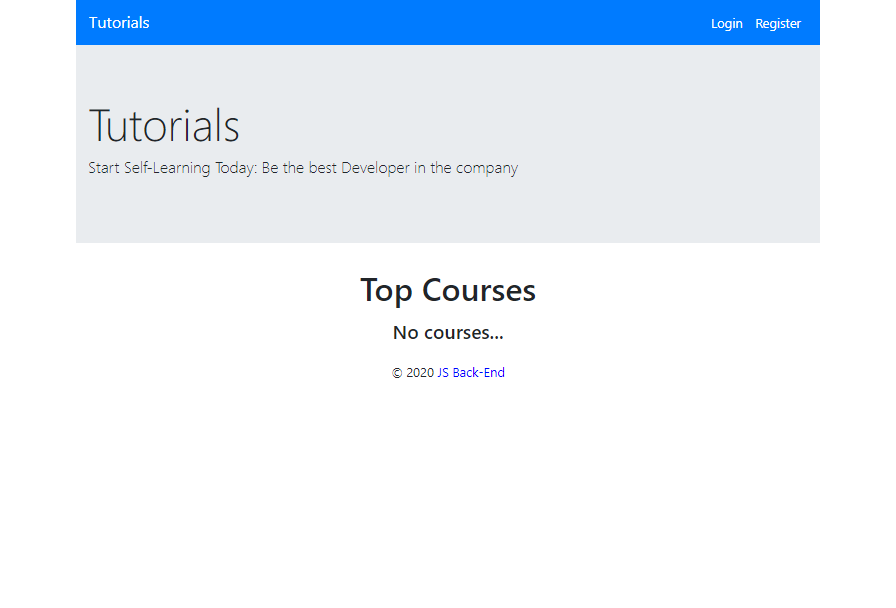 Tutorials
Login Register
Tutorials
Start Self-Learning Today: Be the best Developer in the company
Top Courses
No courses...
© 2020 JS Back-End